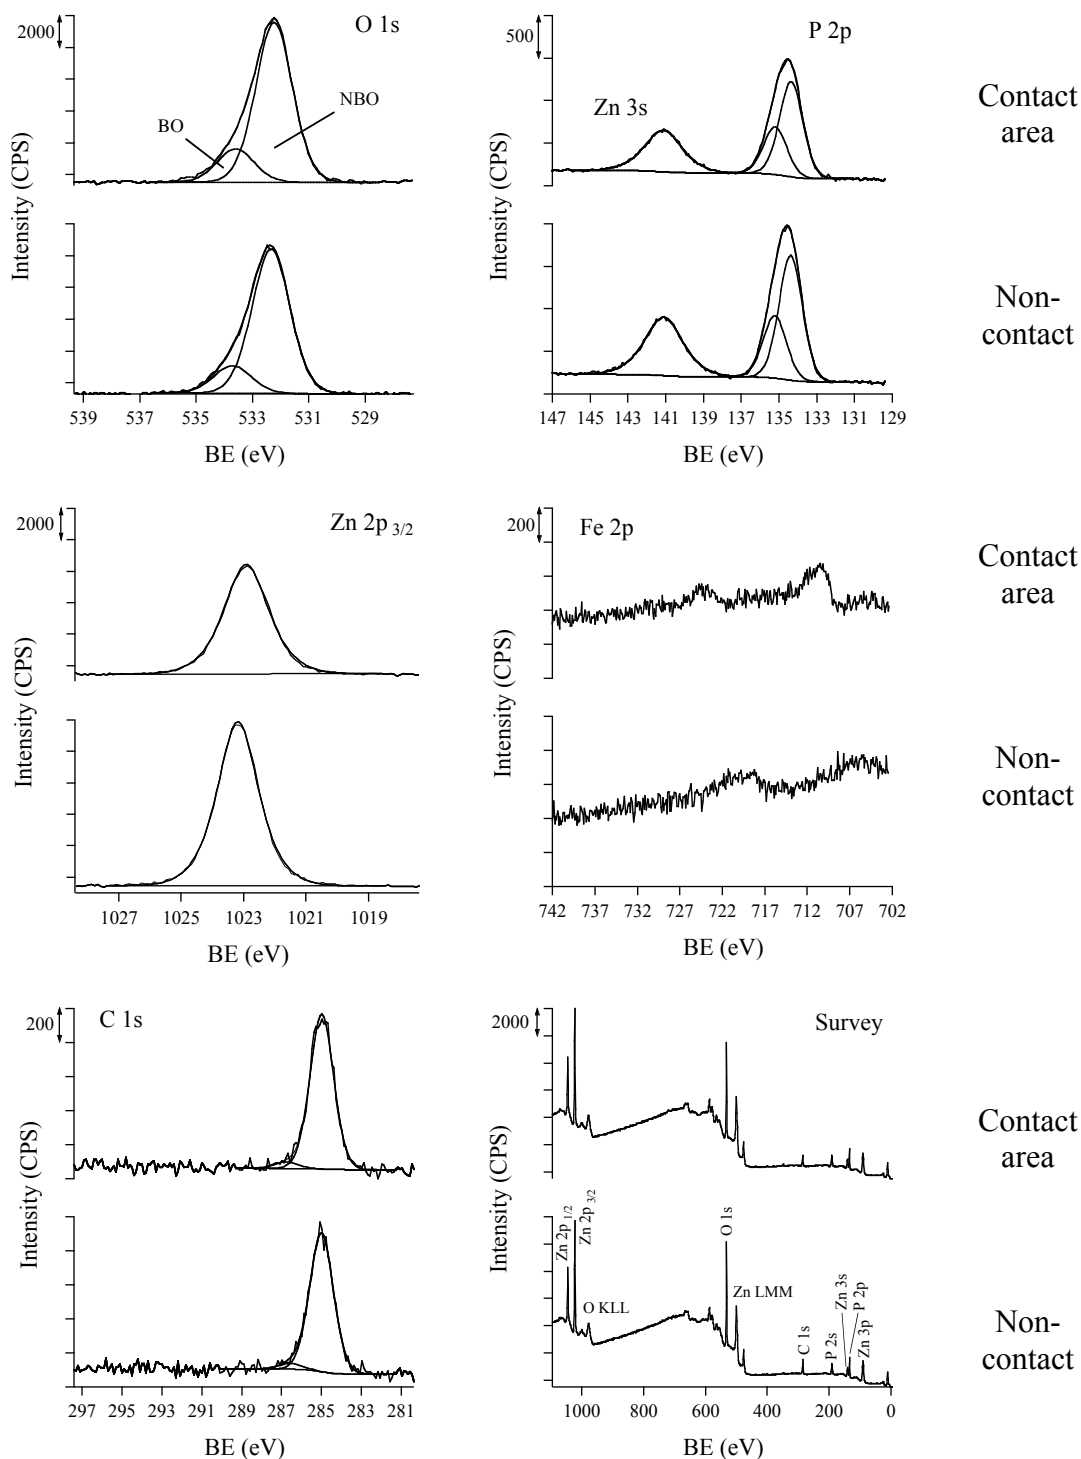 2000
O 1s
BO
NBO
Intensity (CPS)
500
P 2p
Zn 3s
Intensity (CPS)
Contact
area
Intensity (CPS)
Non-
contact
539 537 535 533 531 529
BE (eV)
147 145 143 141 139 137 135 133 131 129
BE (eV)
2000
Zn 2p 3/2
Intensity (CPS)
200
Fe 2p
Intensity (CPS)
Contact
area
Non-
contact
1027 1025 1023 1021 1019
BE (eV)
742 737 732 727 722 717 712 707 702
BE (eV)
200
C 1s
Intensity (CPS)
2000
Survey
Intensity (CPS)
Contact
area
Zn 2p 1/2
Zn 2p 3/2
O KLL
O 1s
Zn LMM
C 1s
P 2s
Zn 3s
P 2p
Zn 3p
Non-
contact
297 295 293 291 289 287 285 283 281
BE (eV)
1000 800 600 400 200 0
BE (eV)